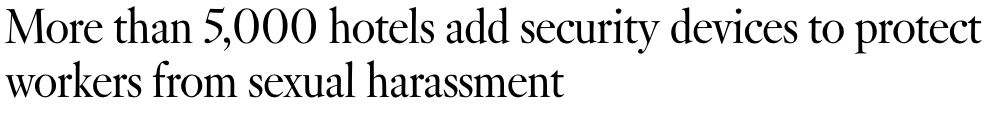 More than 5,000 hotels add security devices to protect
workers from sexual harassment